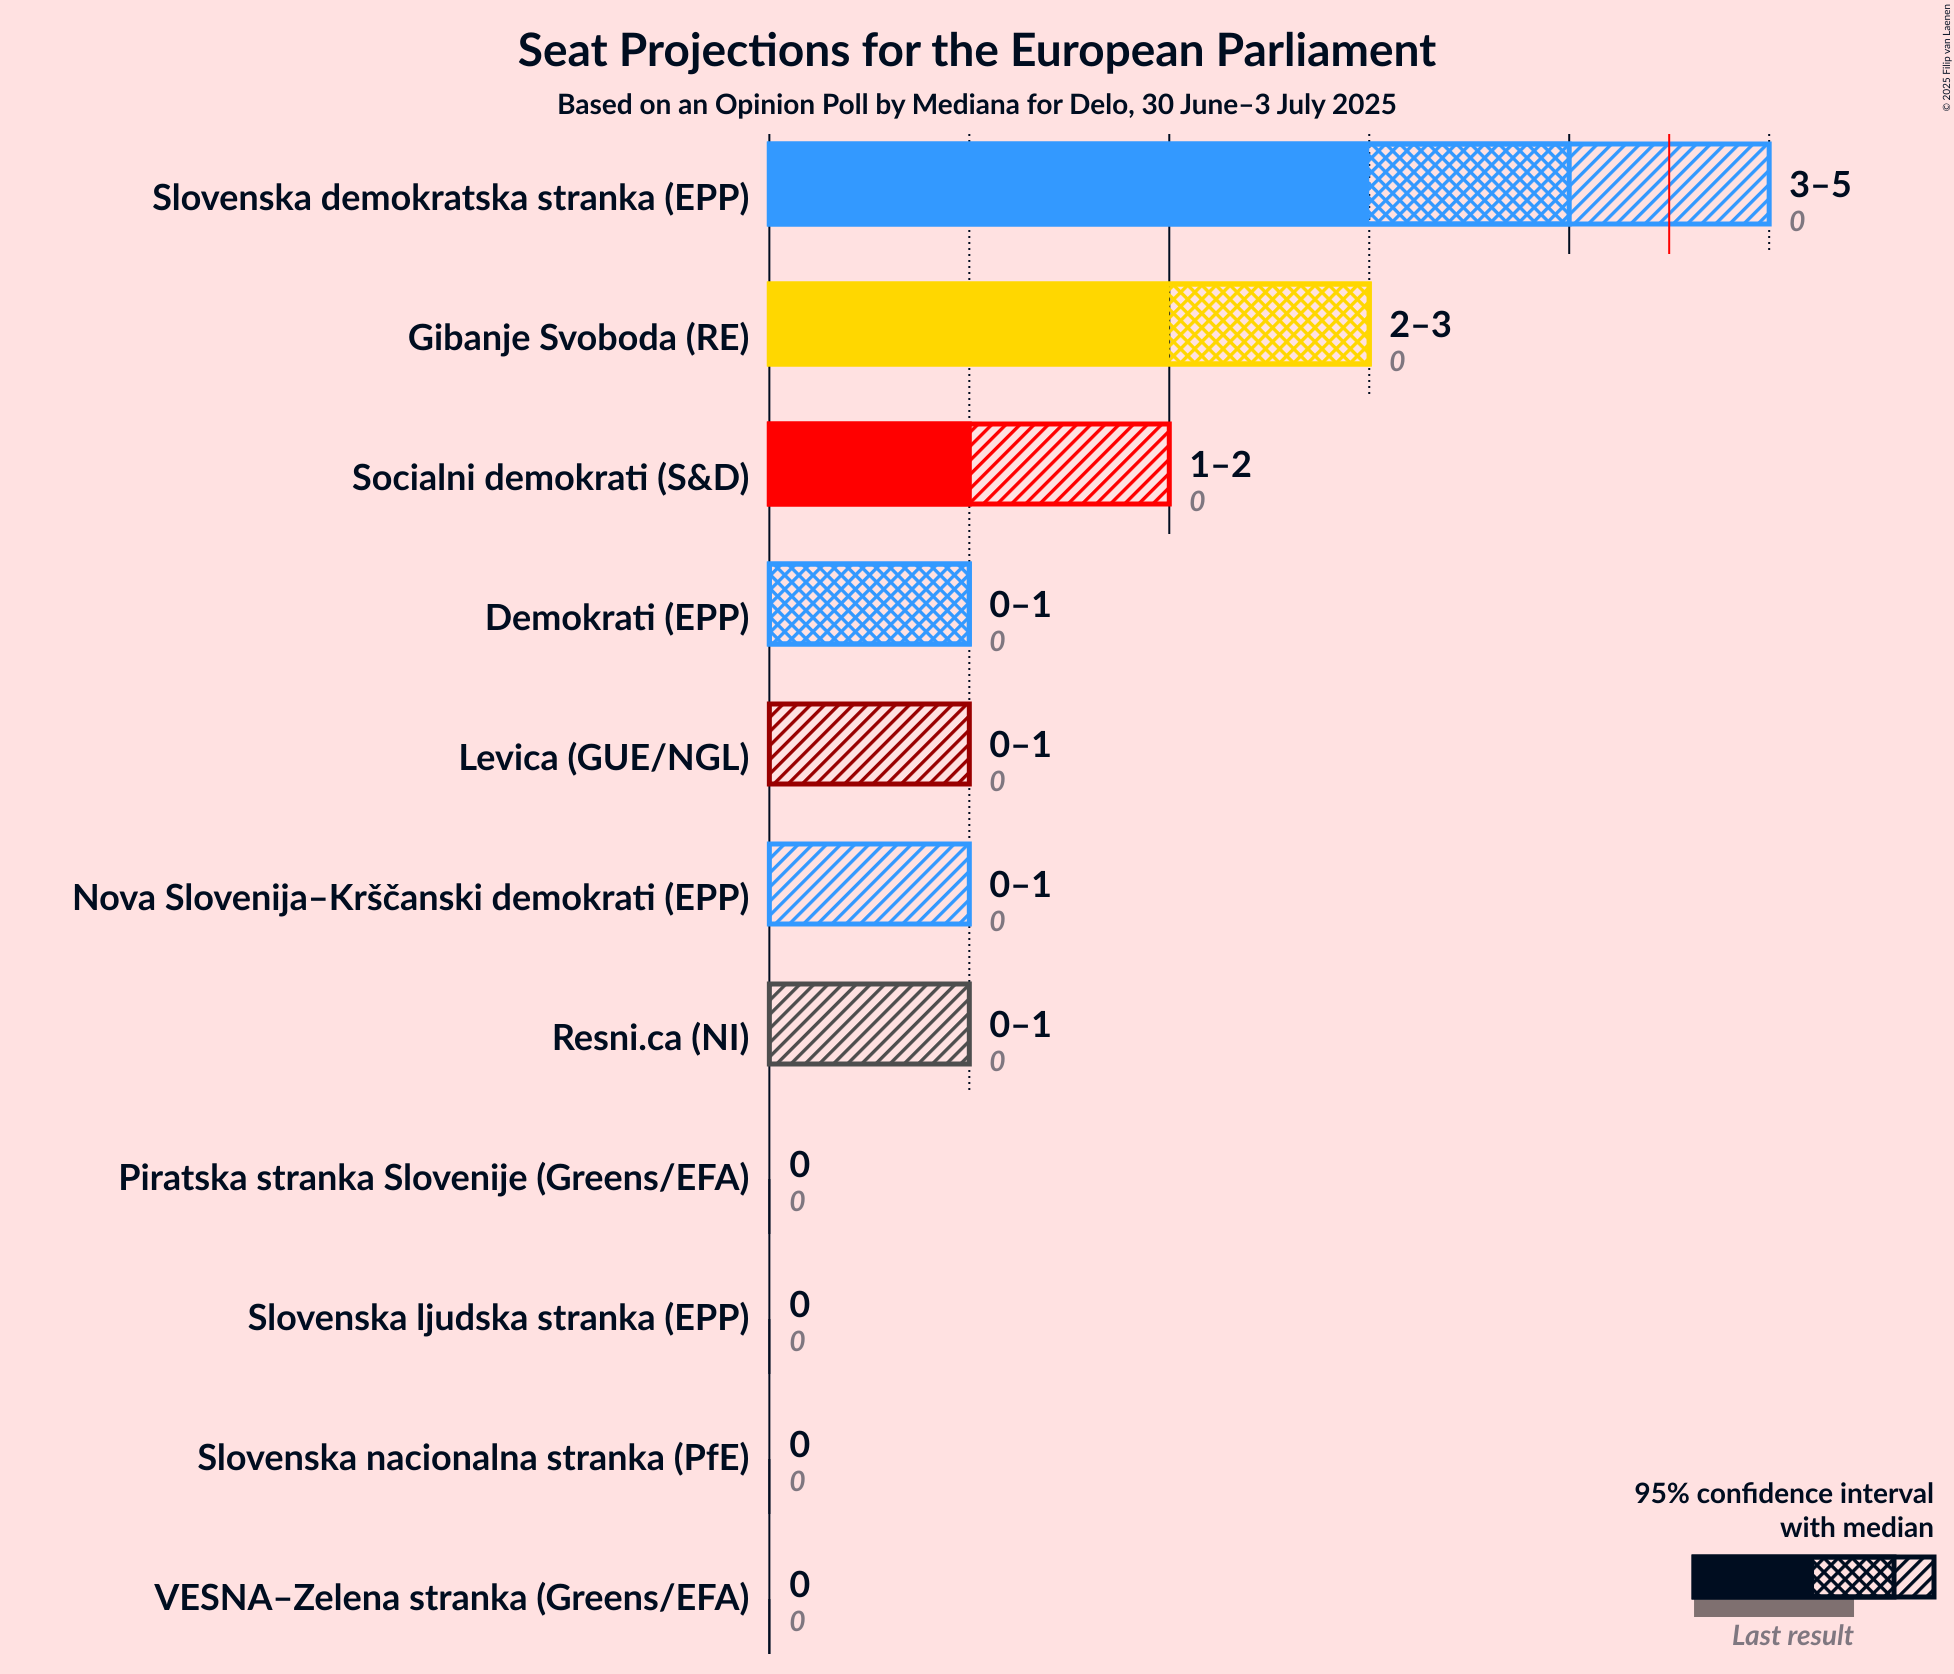 Seat Projections for the European Parliament
Based on an Opinion Poll by Mediana for Delo, 30 June–3 July 2025
© 2025 Filip van Laenen
Slovenska demokratska stranka (EPP)
3–5
0
Gibanje Svoboda (RE)
2–3
0
Socialni demokrati (S&D)
1–2
0
Demokrati (EPP)
0–1
0
Levica (GUE/NGL)
0–1
0
Nova Slovenija–Krščanski demokrati (EPP)
0–1
0
Resni.ca (NI)
0–1
0
Piratska stranka Slovenije (Greens/EFA)
0
0
Slovenska ljudska stranka (EPP)
0
0
Slovenska nacionalna stranka (PfE)
0
0
VESNA–Zelena stranka (Greens/EFA)
0
0
95% confidence interval
with median
Last result